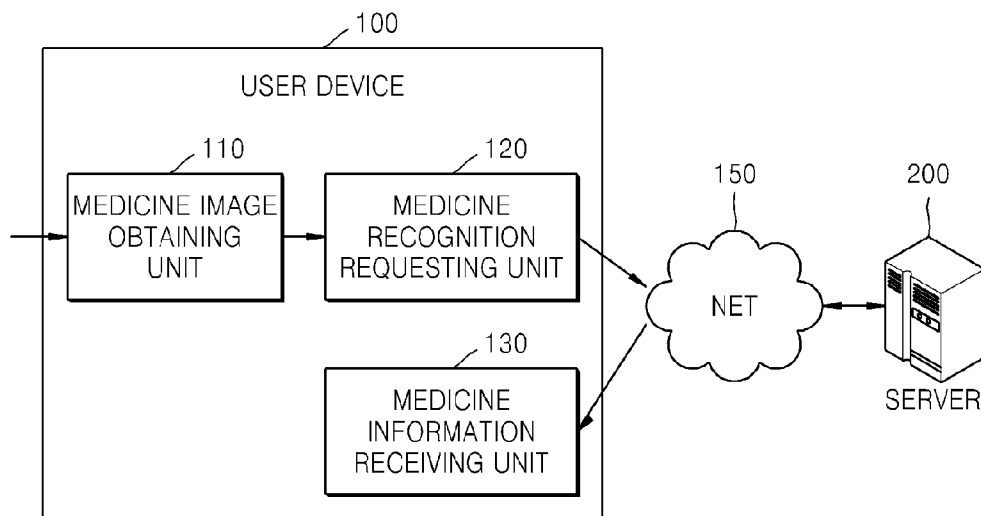 100
USER DEVICE
110
MEDICINE IMAGE
OBTAINING
UNIT
120
MEDICINE
RECOGNITION
REQUESTING UNIT
150
NET
200
SERVER
130
MEDICINE
INFORMATION
RECEIVING UNIT